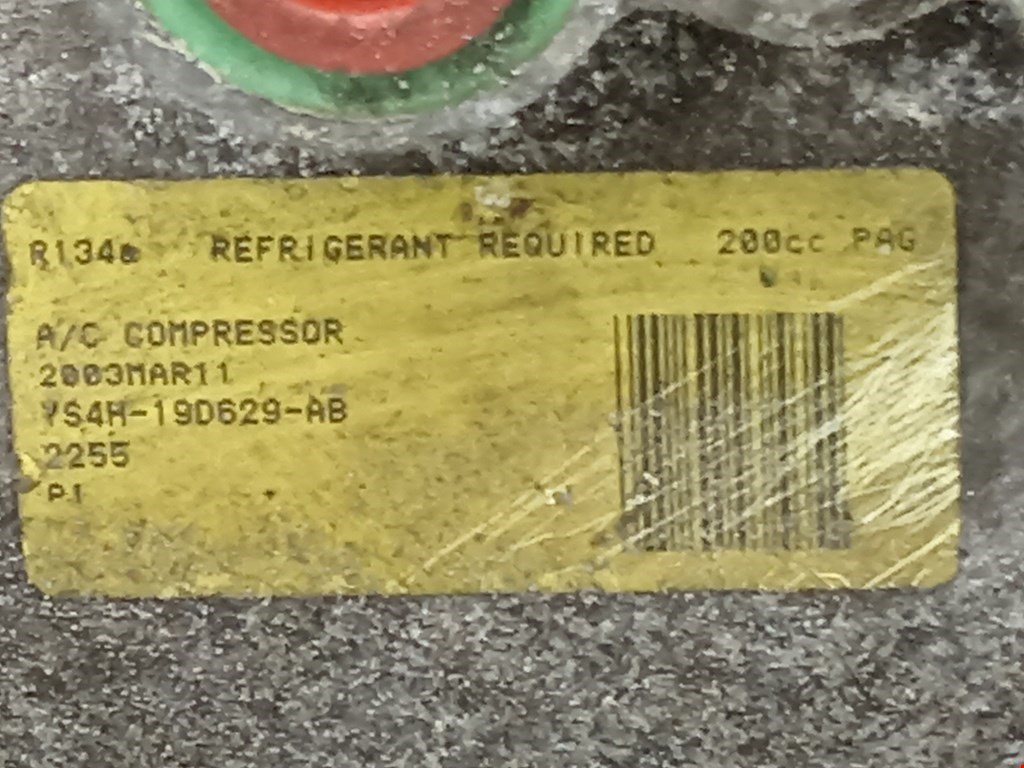 R134a REFRIGERANT REQUIRED 200cc PAG
A/C COMPRESSOR
2003MAR11
YS4H-19D629-AB
2255
P1